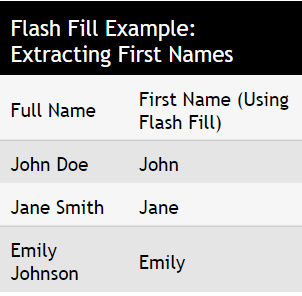 Flash Fill Example:
Extracting First Names
Full Name
First Name (Using
Flash Fill)
John Doe
John
Jane Smith
Jane
Emily
Johnson
Emily